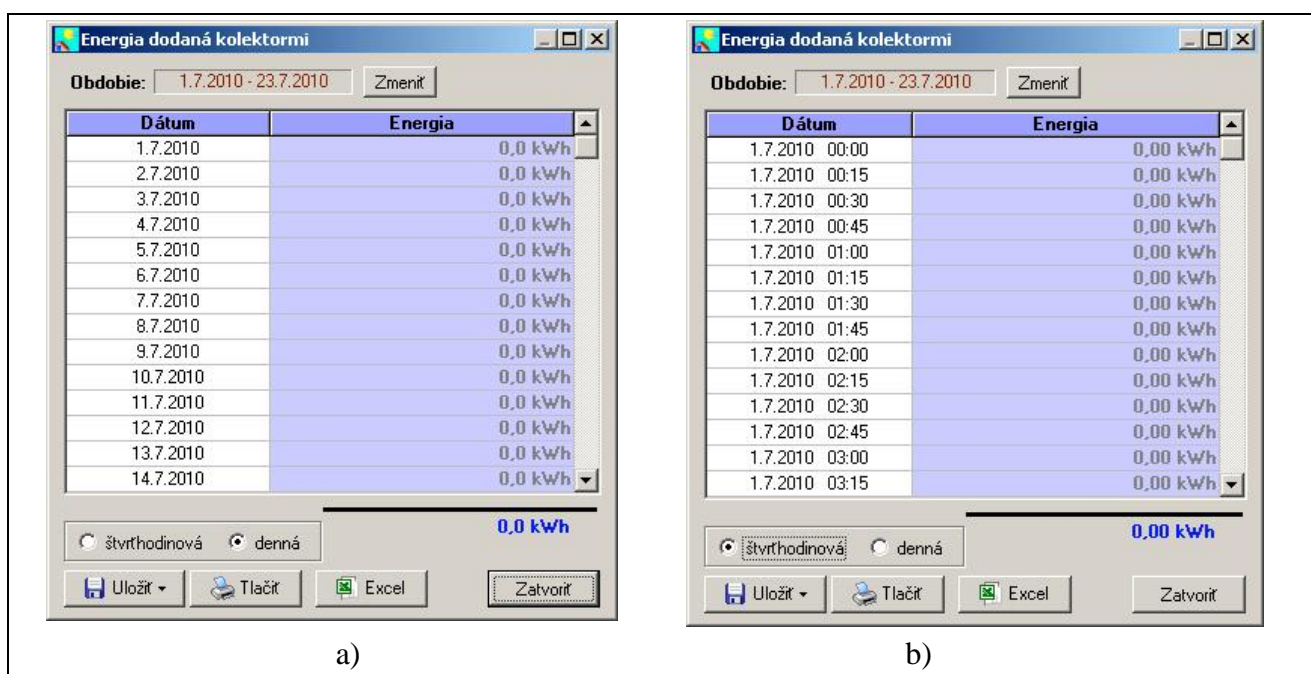 Energia dodaná kolektormi
Obdobie: 1.7.2010 - 23.7.2010 Zmeniť
Dátum Energia
1.7.2010 0,0 kWh
2.7.2010 0,0 kWh
3.7.2010 0,0 kWh
4.7.2010 0,0 kWh
5.7.2010 0,0 kWh
6.7.2010 0,0 kWh
7.7.2010 0,0 kWh
8.7.2010 0,0 kWh
9.7.2010 0,0 kWh
10.7.2010 0,0 kWh
11.7.2010 0,0 kWh
12.7.2010 0,0 kWh
13.7.2010 0,0 kWh
14.7.2010 0,0 kWh
0,0 kWh
štvrťhodinová denná
Uložiť Tlačiť Excel Zatvoriť
a)
Energia dodaná kolektormi
Obdobie: 1.7.2010 - 23.7.2010 Zmeniť
Dátum Energia
1.7.2010 00:00 0,00 kWh
1.7.2010 00:15 0,00 kWh
1.7.2010 00:30 0,00 kWh
1.7.2010 00:45 0,00 kWh
1.7.2010 01:00 0,00 kWh
1.7.2010 01:15 0,00 kWh
1.7.2010 01:30 0,00 kWh
1.7.2010 01:45 0,00 kWh
1.7.2010 02:00 0,00 kWh
1.7.2010 02:15 0,00 kWh
1.7.2010 02:30 0,00 kWh
1.7.2010 02:45 0,00 kWh
1.7.2010 03:00 0,00 kWh
1.7.2010 03:15 0,00 kWh
0,00 kWh
štvrťhodinová denná
Uložiť Tlačiť Excel Zatvoriť
b)